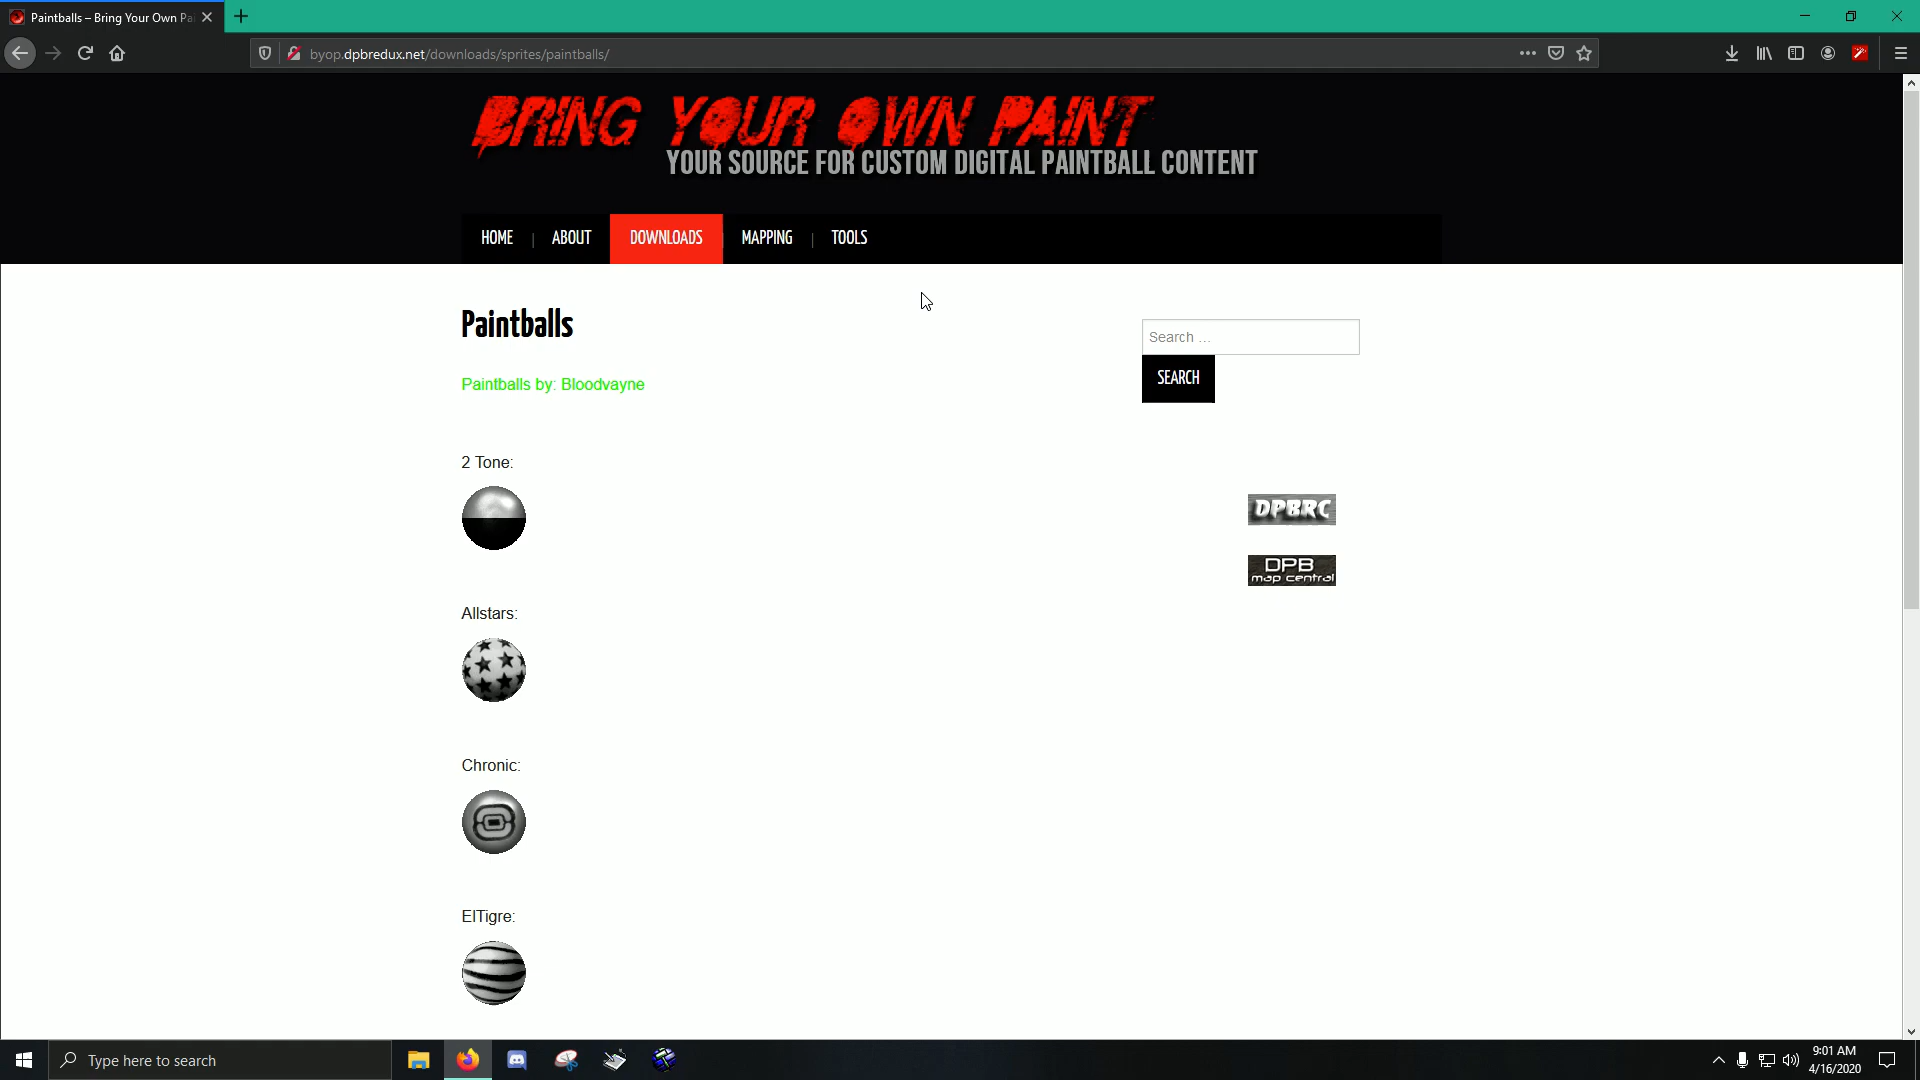 Paintballs – Bring Your Own Pa
byop.dpbredux.net/downloads/sprites/paintballs/
BRING YOUR OWN PAINT
YOUR SOURCE FOR CUSTOM DIGITAL PAINTBALL CONTENT
HOME | ABOUT DOWNLOADS MAPPING | TOOLS
Paintballs
Search ...
SEARCH
Paintballs by: Bloodvayne
2 Tone:
DPBRC
DPB
map central
Allstars:
Chronic:
ElTigre:
Type here to search
9:01 AM
4/16/2020